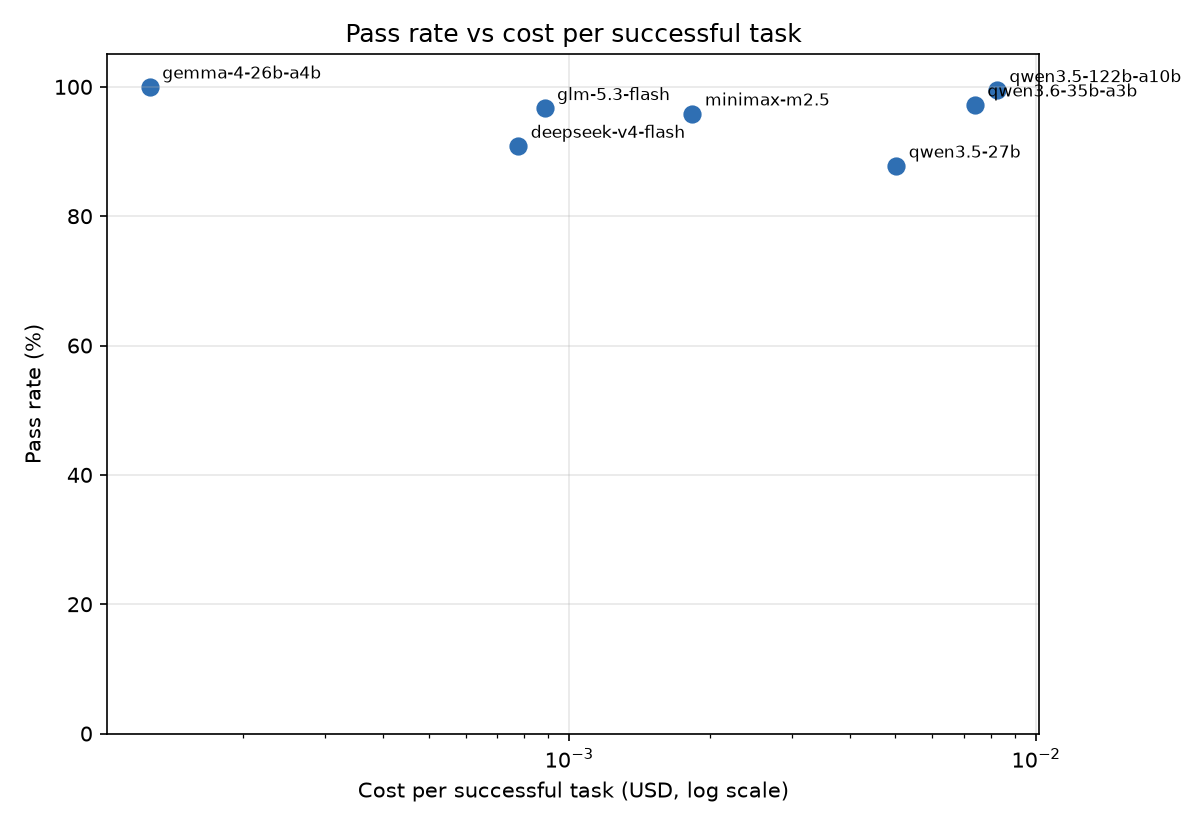 Pass rate vs cost per successful task
gemma-4-26b-a4b
qwen3.5-122b-a10b
qwen3.6-35b-a3b
glm-5.3-flash
minimax-m2.5
deepseek-v4-flash
qwen3.5-27b
100
80
60
40
20
0
Pass rate (%)
10⁻³
10⁻²
Cost per successful task (USD, log scale)